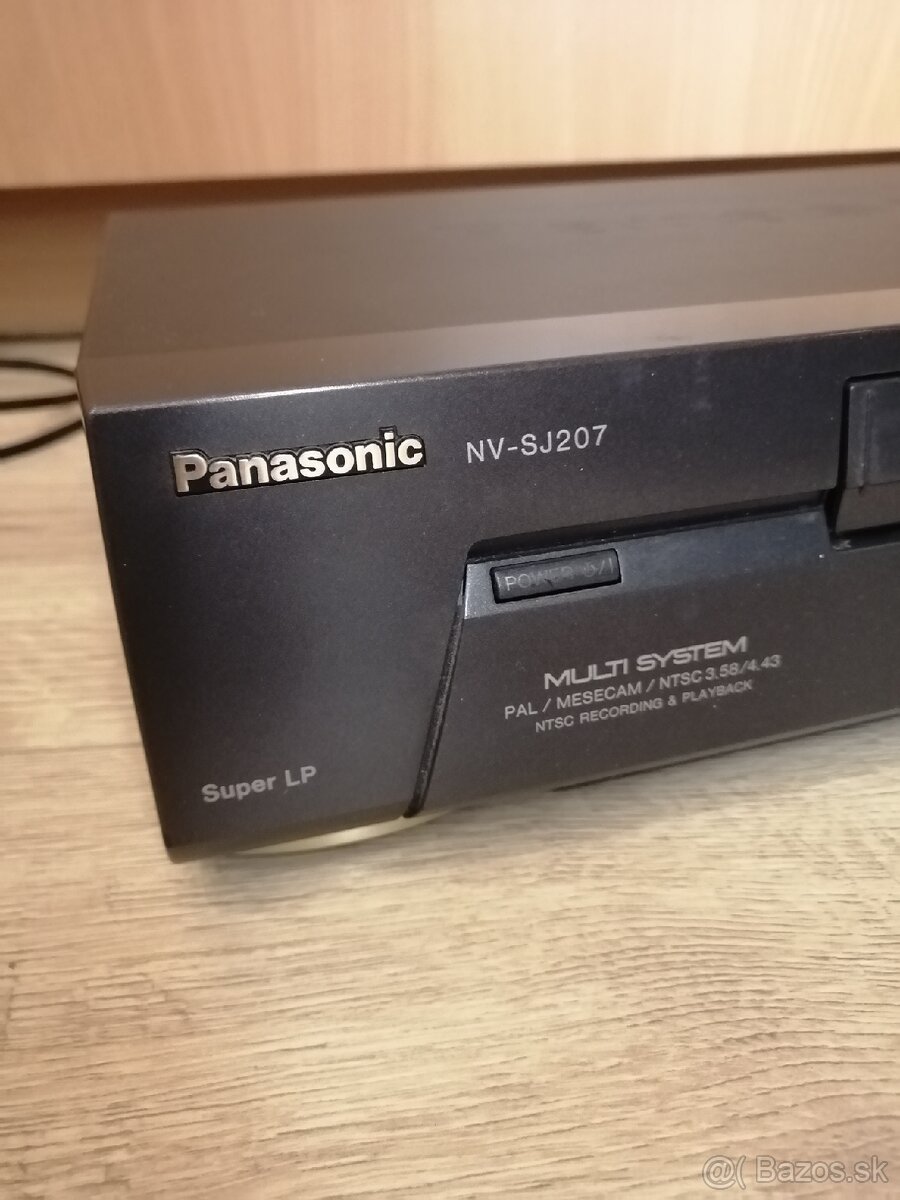 Panasonic NV-SJ207
POWER ⏻/I
MULTI SYSTEM
PAL / MESECAM / NTSC 3.58/4.43
NTSC RECORDING & PLAYBACK
Super LP
@( Bazos.sk